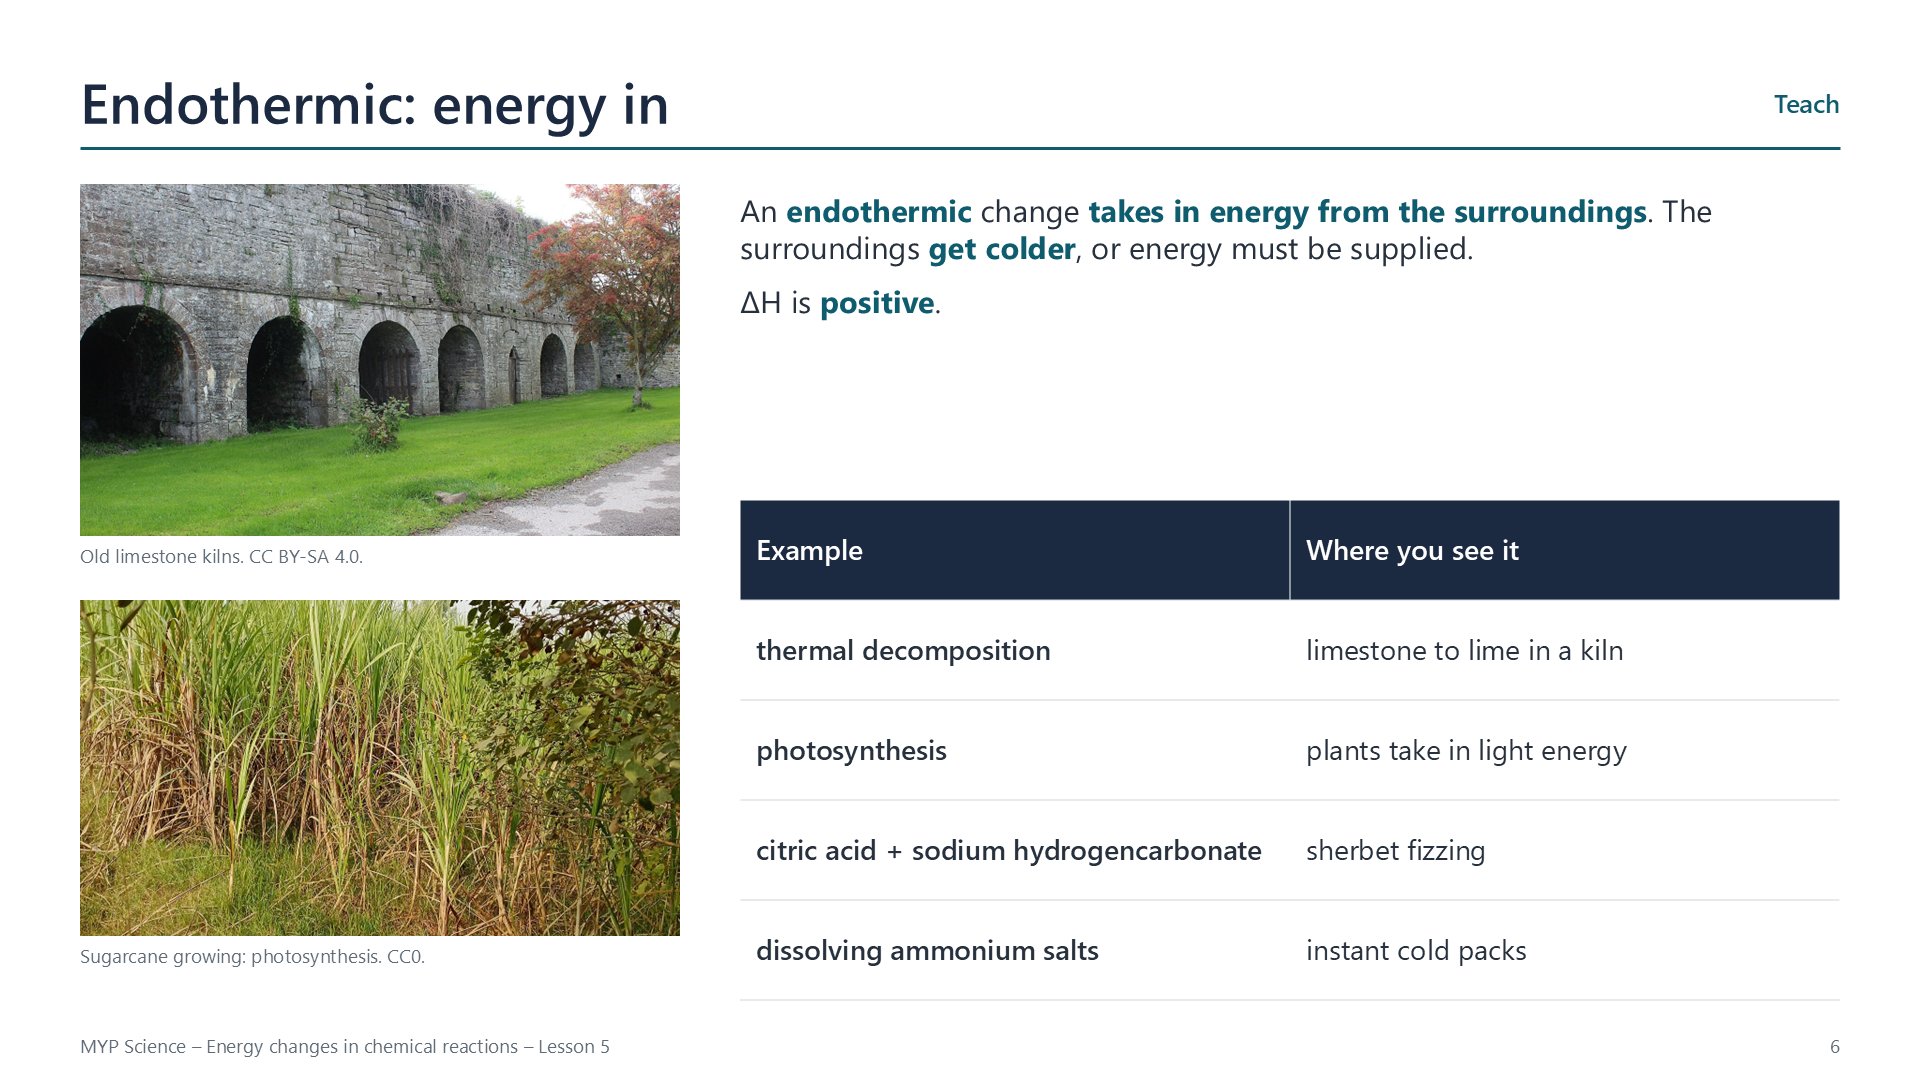 Endothermic: energy in
Teach
An endothermic change takes in energy from the surroundings. The
surroundings get colder, or energy must be supplied.
ΔH is positive.
Old limestone kilns. CC BY-SA 4.0.
Sugarcane growing: photosynthesis. CC0.
Example Where you see it
thermal decomposition limestone to lime in a kiln
photosynthesis plants take in light energy
citric acid + sodium hydrogencarbonate sherbet fizzing
dissolving ammonium salts instant cold packs
MYP Science – Energy changes in chemical reactions – Lesson 5
6